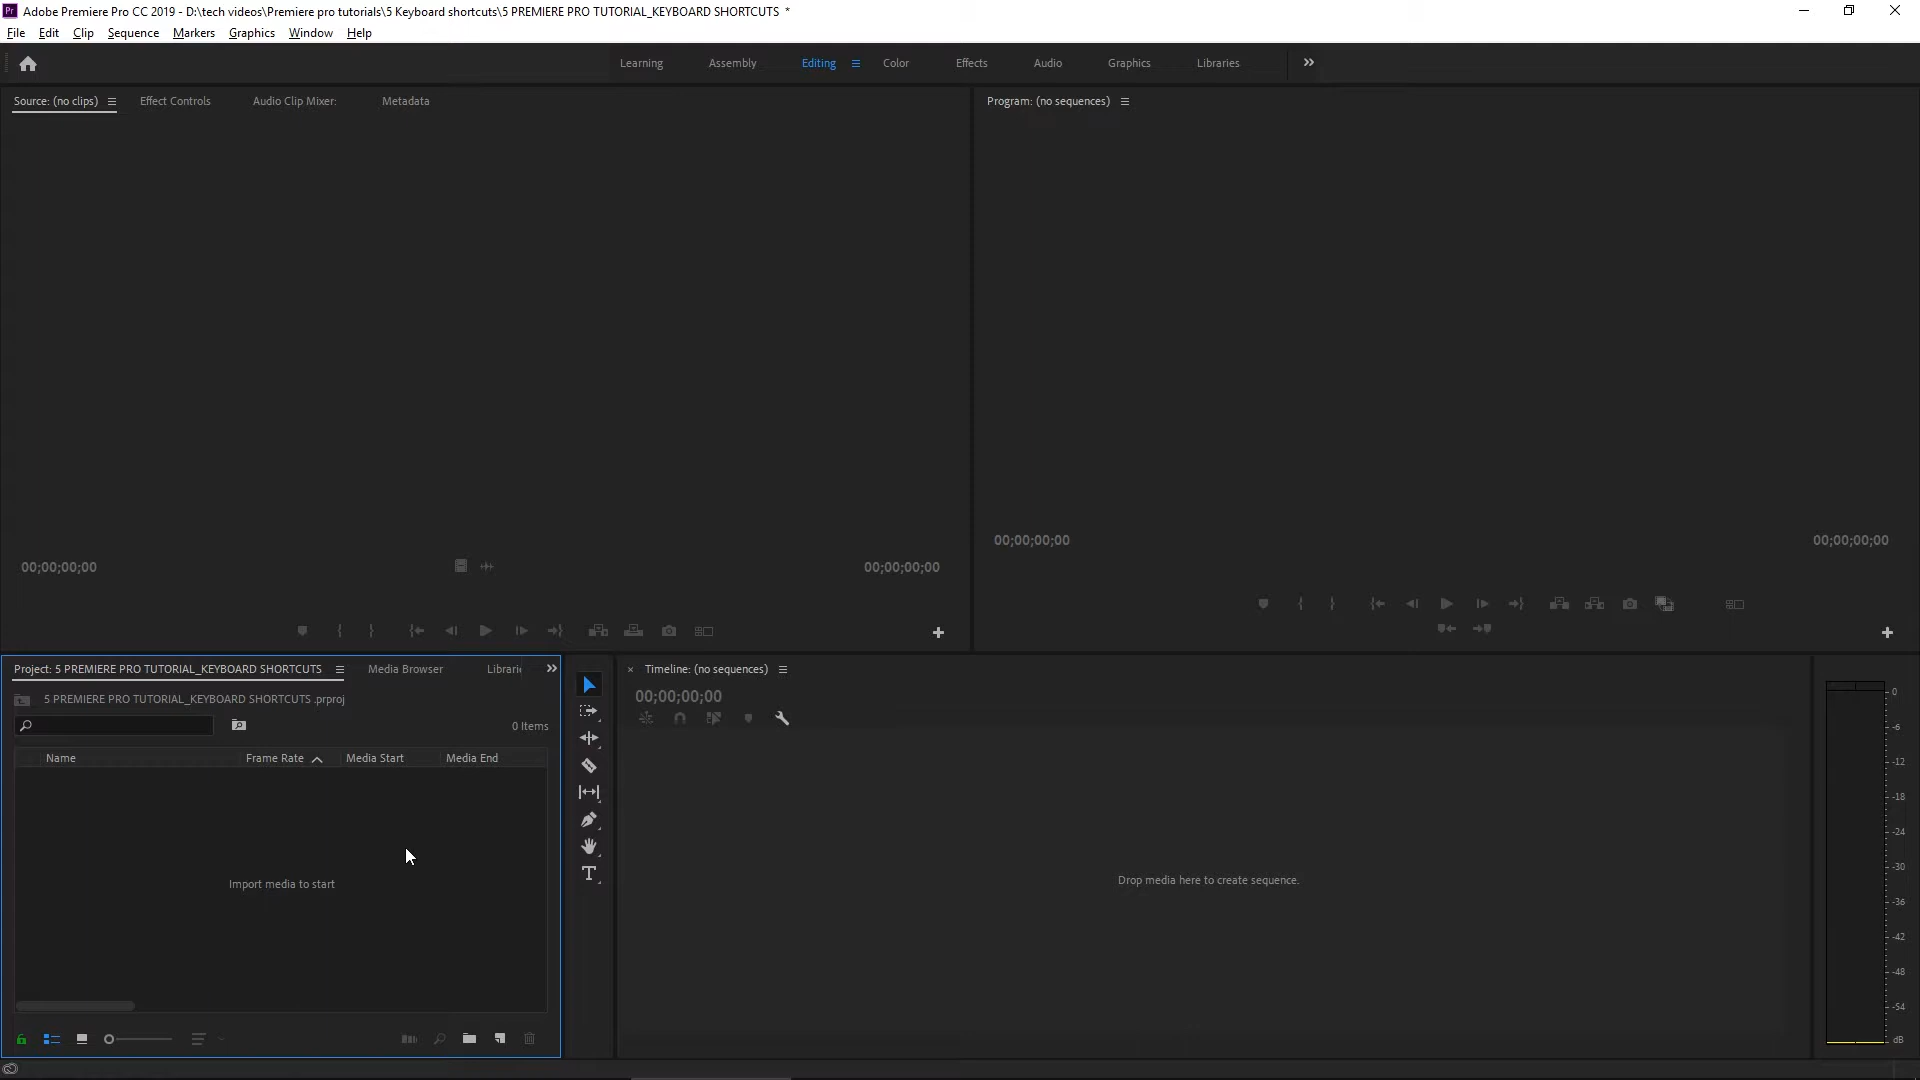 Adobe Premiere Pro CC 2019 - D:\tech videos\Premiere pro tutorials\5 Keyboard shortcuts\5 PREMIERE PRO TUTORIAL_KEYBOARD SHORTCUTS *
File Edit Clip Sequence Markers Graphics Window Help
Learning Assembly Editing Color Effects Audio Graphics Libraries
Source: (no clips) Effect Controls Audio Clip Mixer: Metadata
Program: (no sequences)
00;00;00;00 00;00;00;00
00;00;00;00 00;00;00;00
Project: 5 PREMIERE PRO TUTORIAL_KEYBOARD SHORTCUTS Media Browser Librari
5 PREMIERE PRO TUTORIAL_KEYBOARD SHORTCUTS .prproj
0 Items
Name Frame Rate Media Start Media End
Import media to start
T
Timeline: (no sequences)
00;00;00;00
Drop media here to create sequence.
0
-6
-12
-18
-24
-30
-36
-42
-48
-54
dB